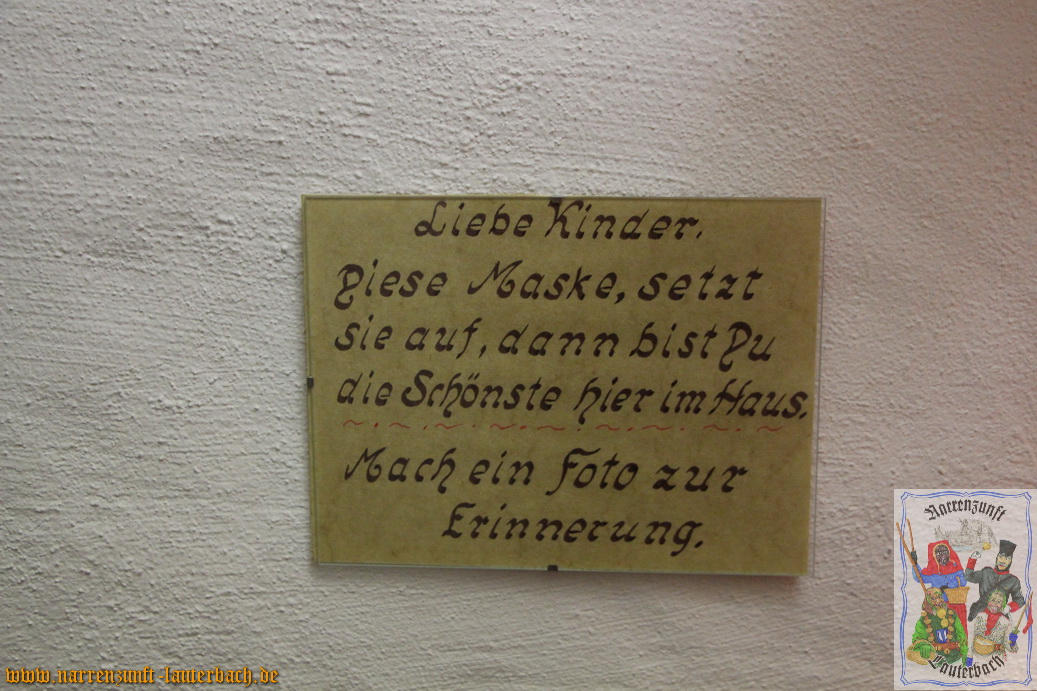 Liebe Kinder.
Diese Maske, setzt
sie auf, dann bist Du
die Schönste hier im Haus.
Mach ein Foto zur
Erinnerung.
Narrenzunft
Lauterbach
www.narrenzunft-lauterbach.de